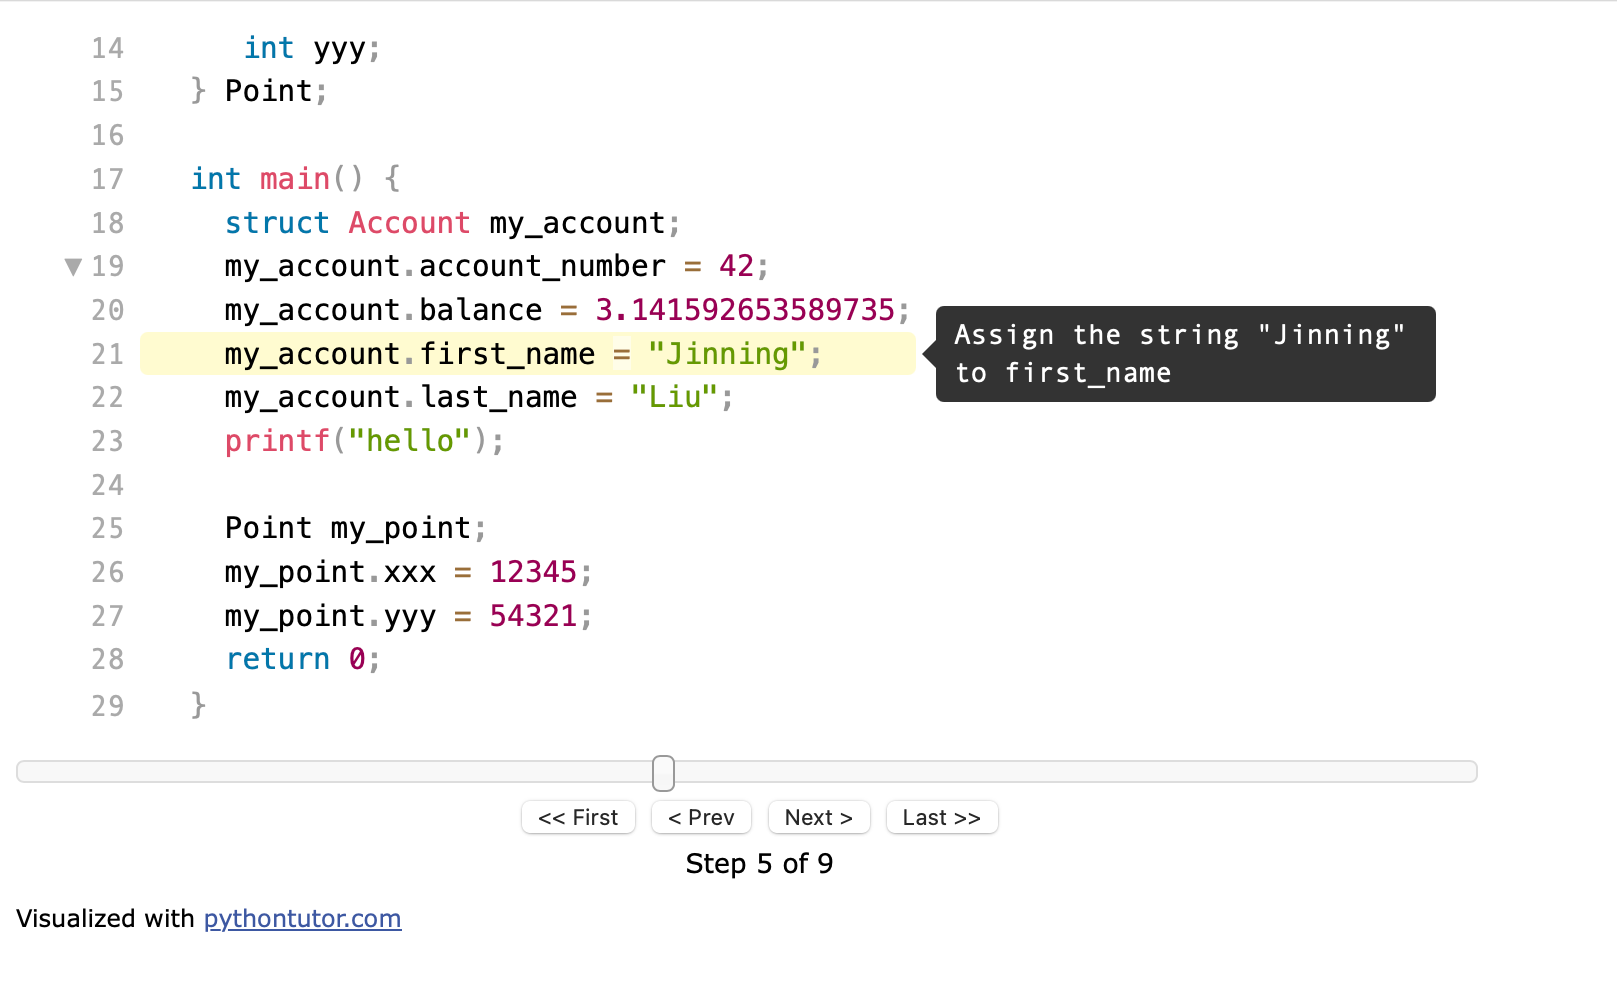 14 int yyy;
15 } Point;
16
17 int main() {
18 struct Account my_account;
▼ 19 my_account.account_number = 42;
20 my_account.balance = 3.141592653589735;
21 my_account.first_name = "Jinning";
Assign the string "Jinning"
to first_name
22 my_account.last_name = "Liu";
23 printf("hello");
24
25 Point my_point;
26 my_point.xxx = 12345;
27 my_point.yyy = 54321;
28 return 0;
29 }
<< First < Prev Next > Last >>
Step 5 of 9
Visualized with pythontutor.com